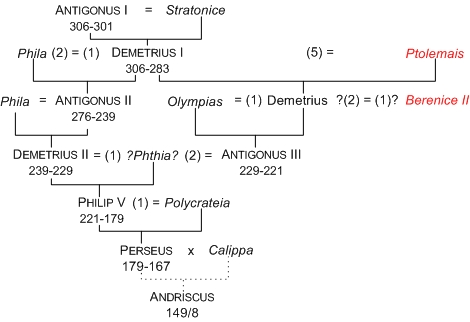 ANTIGONUS I = Stratonice
306-301
Phila (2) = (1) DEMETRIUS I (5) = Ptolemais
306-283
Phila = ANTIGONUS II Olympias = (1) Demetrius ?(2) = (1)? Berenice II
276-239
DEMETRIUS II = (1) ?Phthia? (2) = ANTIGONUS III
239-229 229-221
PHILIP V (1) = Polycrateia
221-179
PERSEUS x Calippa
179-167
ANDRISCUS
149/8